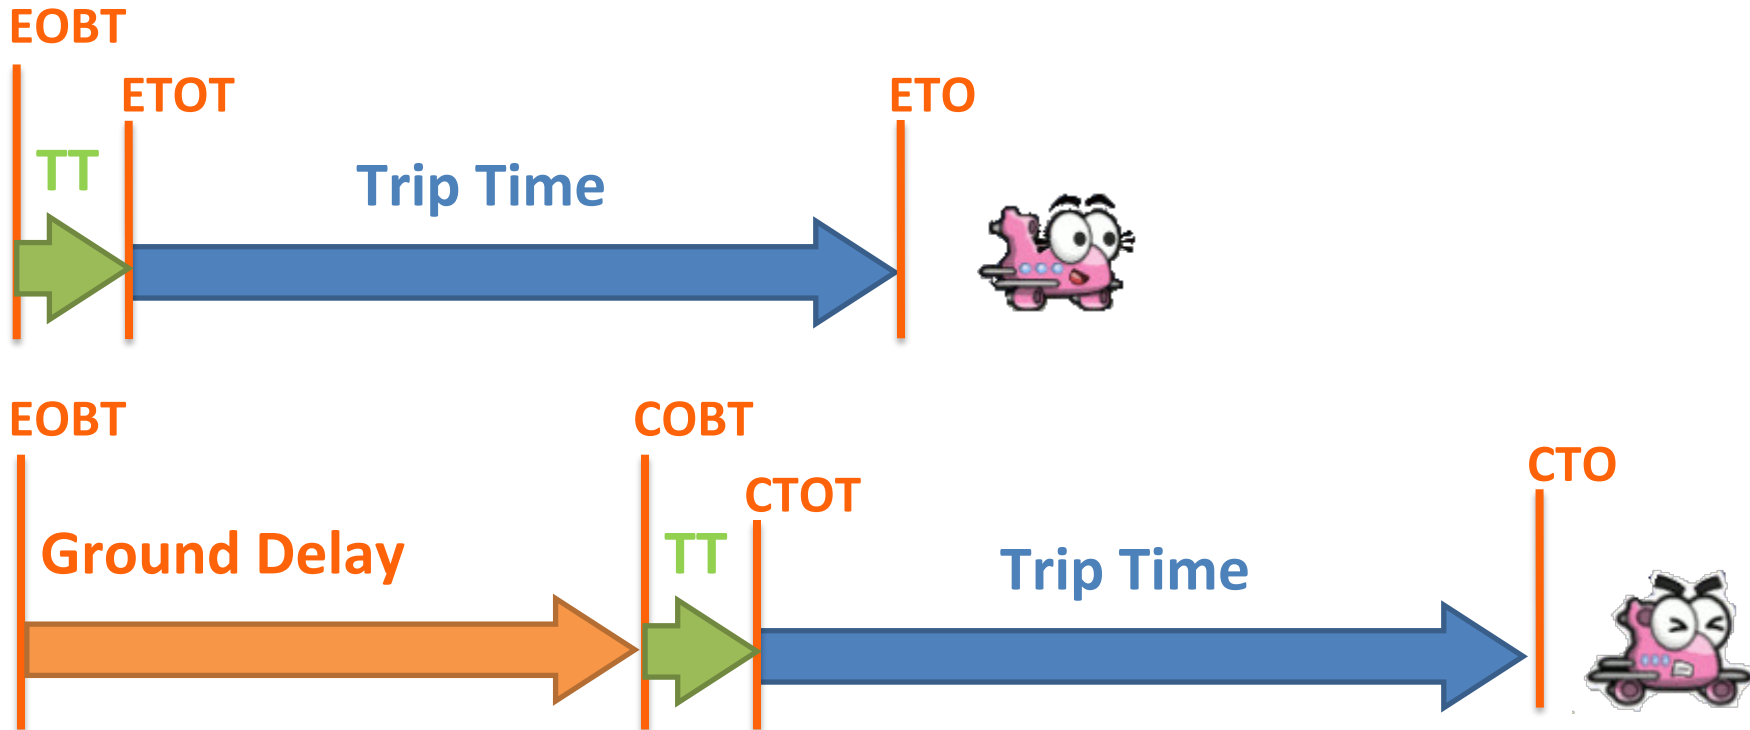 EOBT
ETOT
ETO
TT
Trip Time
EOBT
COBT
CTO
CTOT
Ground Delay
TT
Trip Time